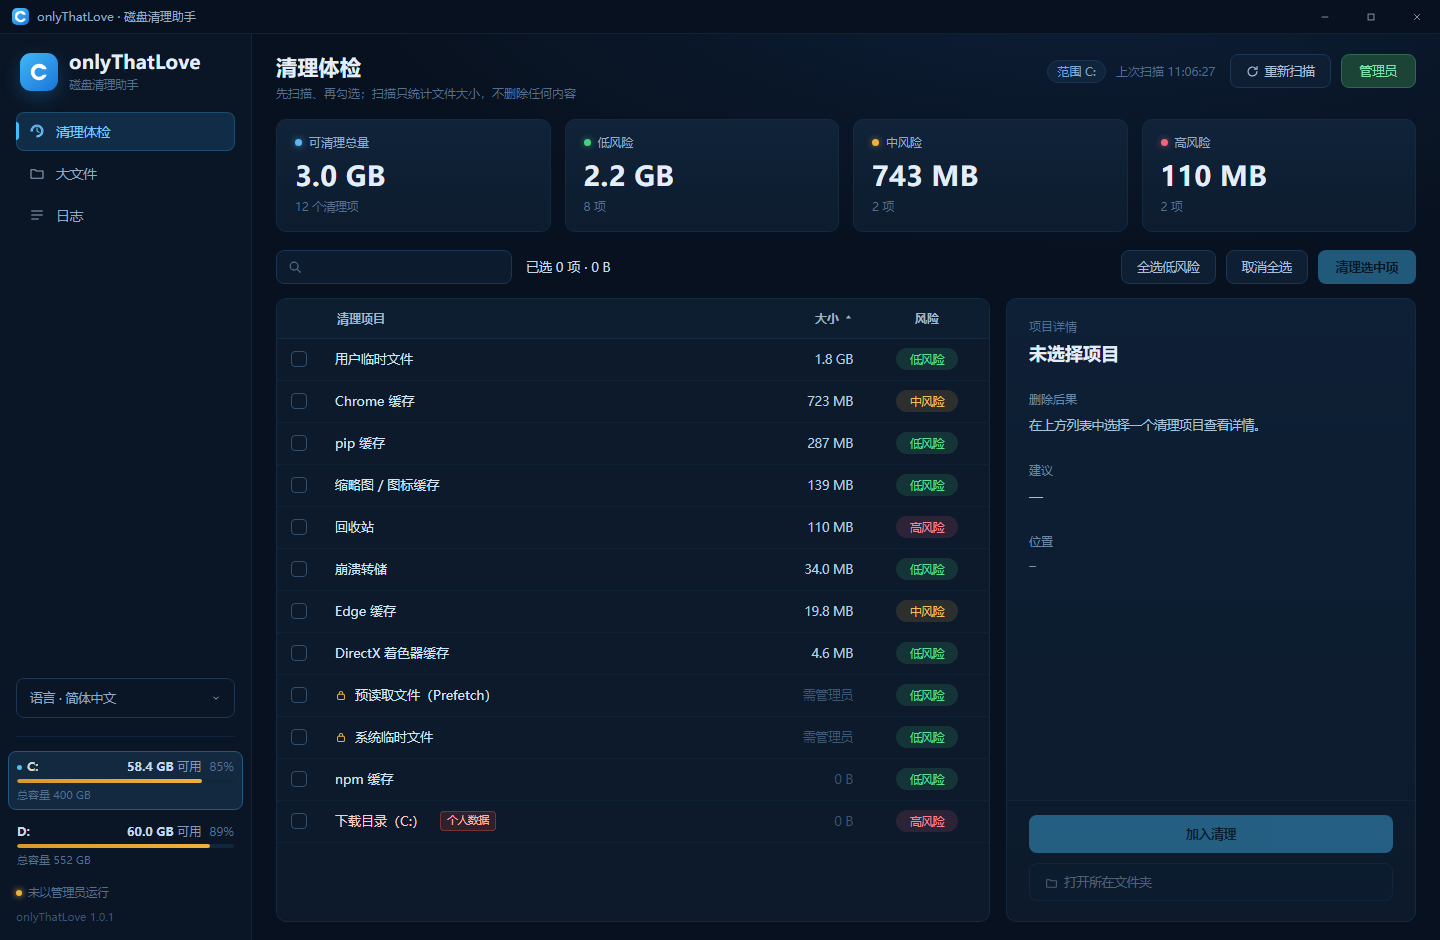 onlyThatLove · 磁盘清理助手
onlyThatLove
磁盘清理助手
清理体检
大文件
日志
语言 · 简体中文
C: 58.4 GB 可用 85%
总容量 400 GB
D: 60.0 GB 可用 89%
总容量 552 GB
未以管理员运行
onlyThatLove 1.0.1
清理体检
先扫描、再勾选；扫描只统计文件大小，不删除任何内容
范围 C: 上次扫描 11:06:27 重新扫描 管理员
可清理总量
3.0 GB
12 个清理项
低风险
2.2 GB
8 项
中风险
743 MB
2 项
高风险
110 MB
2 项
已选 0 项 · 0 B 全选低风险 取消全选 清理选中项
清理项目 大小 风险
用户临时文件 1.8 GB 低风险
Chrome 缓存 723 MB 中风险
pip 缓存 287 MB 低风险
缩略图 / 图标缓存 139 MB 低风险
回收站 110 MB 高风险
崩溃转储 34.0 MB 低风险
Edge 缓存 19.8 MB 中风险
DirectX 着色器缓存 4.6 MB 低风险
预读取文件（Prefetch） 需管理员 低风险
系统临时文件 需管理员 低风险
npm 缓存 0 B 低风险
下载目录（C:） 个人数据 0 B 高风险
项目详情
未选择项目
删除后果
在上方列表中选择一个清理项目查看详情。
建议
—
位置
–
加入清理
打开所在文件夹